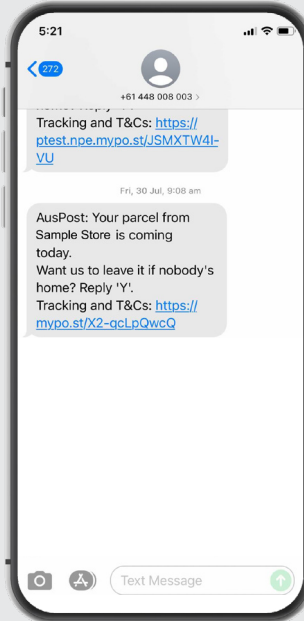 5:21
272
+61 448 008 003 >
Tracking and T&Cs: https://
ptest.npe.mypo.st/JSMXTW4I-
VU
Fri, 30 Jul, 9:08 am
AusPost: Your parcel from
Sample Store is coming
today.
Want us to leave it if nobody's
home? Reply 'Y'.
Tracking and T&Cs: https://
mypo.st/X2-qcLpQwcQ
Text Message